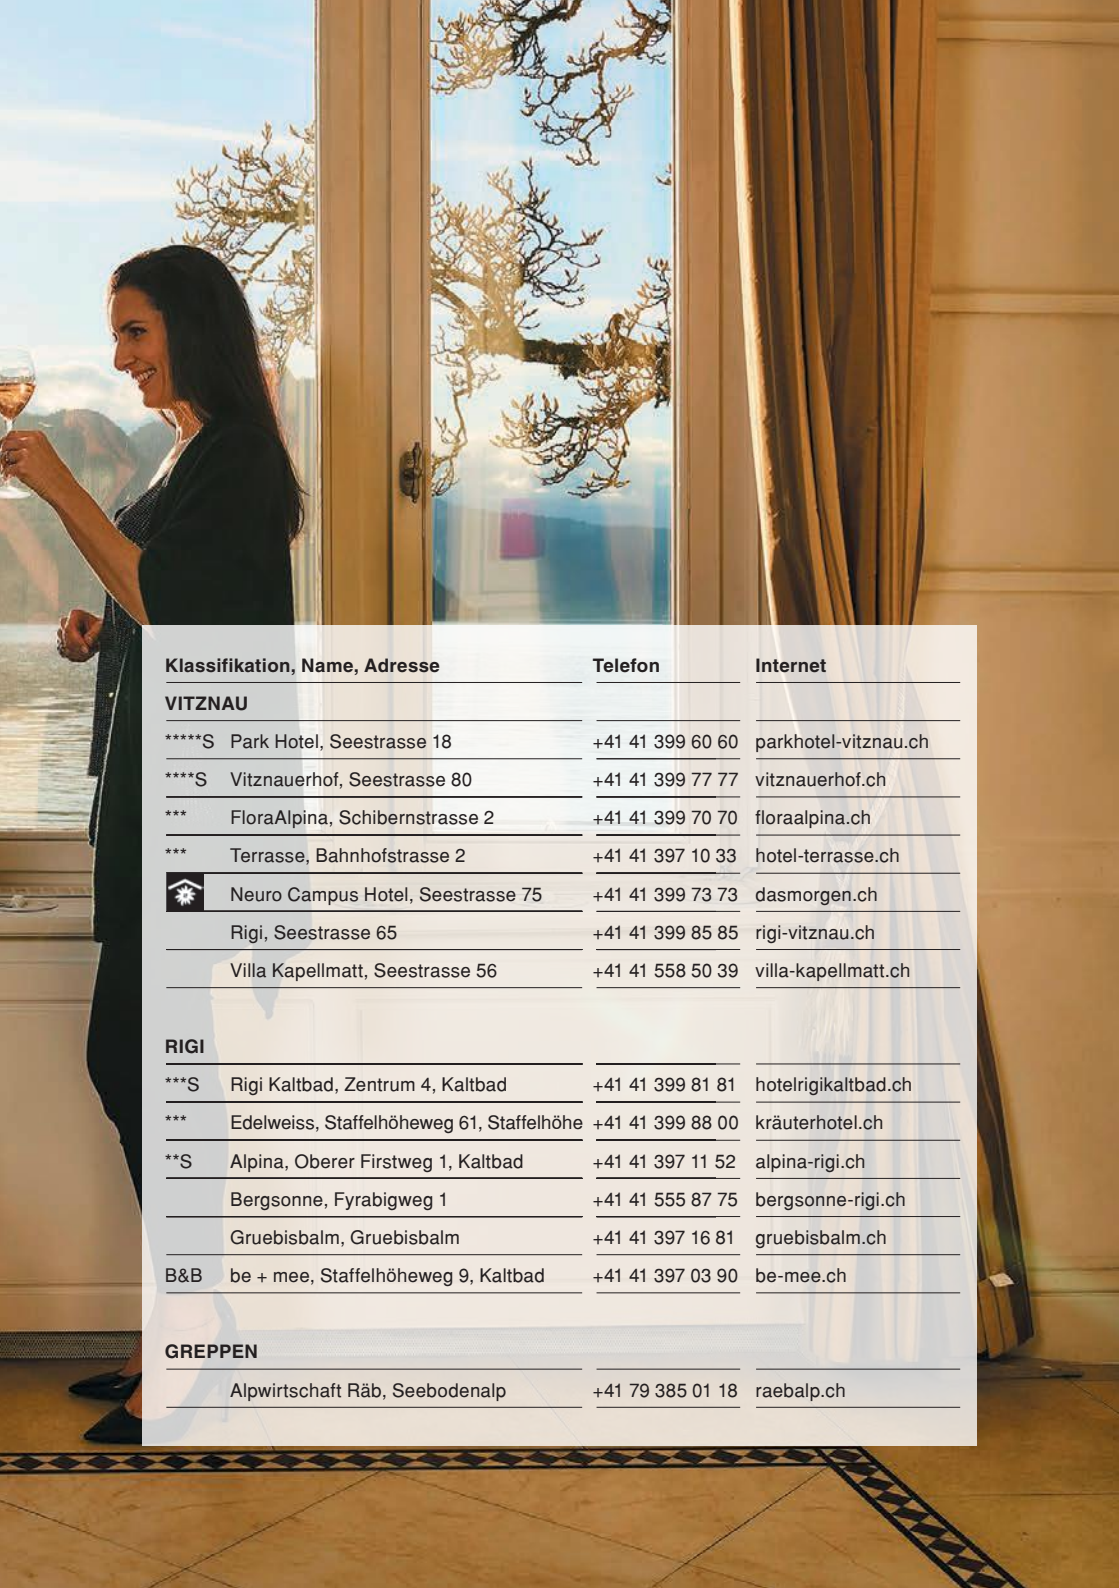 Klassifikation, Name, Adresse Telefon Internet
VITZNAU
*****S Park Hotel, Seestrasse 18 +41 41 399 60 60 parkhotel-vitznau.ch
****S Vitznauerhof, Seestrasse 80 +41 41 399 77 77 vitznauerhof.ch
*** FloraAlpina, Schibernstrasse 2 +41 41 399 70 70 floraalpina.ch
*** Terrasse, Bahnhofstrasse 2 +41 41 397 10 33 hotel-terrasse.ch
Neuro Campus Hotel, Seestrasse 75 +41 41 399 73 73 dasmorgen.ch
Rigi, Seestrasse 65 +41 41 399 85 85 rigi-vitznau.ch
Villa Kapellmatt, Seestrasse 56 +41 41 558 50 39 villa-kapellmatt.ch
RIGI
***S Rigi Kaltbad, Zentrum 4, Kaltbad +41 41 399 81 81 hotelrigikaltbad.ch
*** Edelweiss, Staffelhöheweg 61, Staffelhöhe +41 41 399 88 00 kräuterhotel.ch
**S Alpina, Oberer Firstweg 1, Kaltbad +41 41 397 11 52 alpina-rigi.ch
Bergsonne, Fyrabigweg 1 +41 41 555 87 75 bergsonne-rigi.ch
Gruebisbalm, Gruebisbalm +41 41 397 16 81 gruebisbalm.ch
B&B be + mee, Staffelhöheweg 9, Kaltbad +41 41 397 03 90 be-mee.ch
GREPPEN
Alpwirtschaft Räb, Seebodenalp +41 79 385 01 18 raebalp.ch